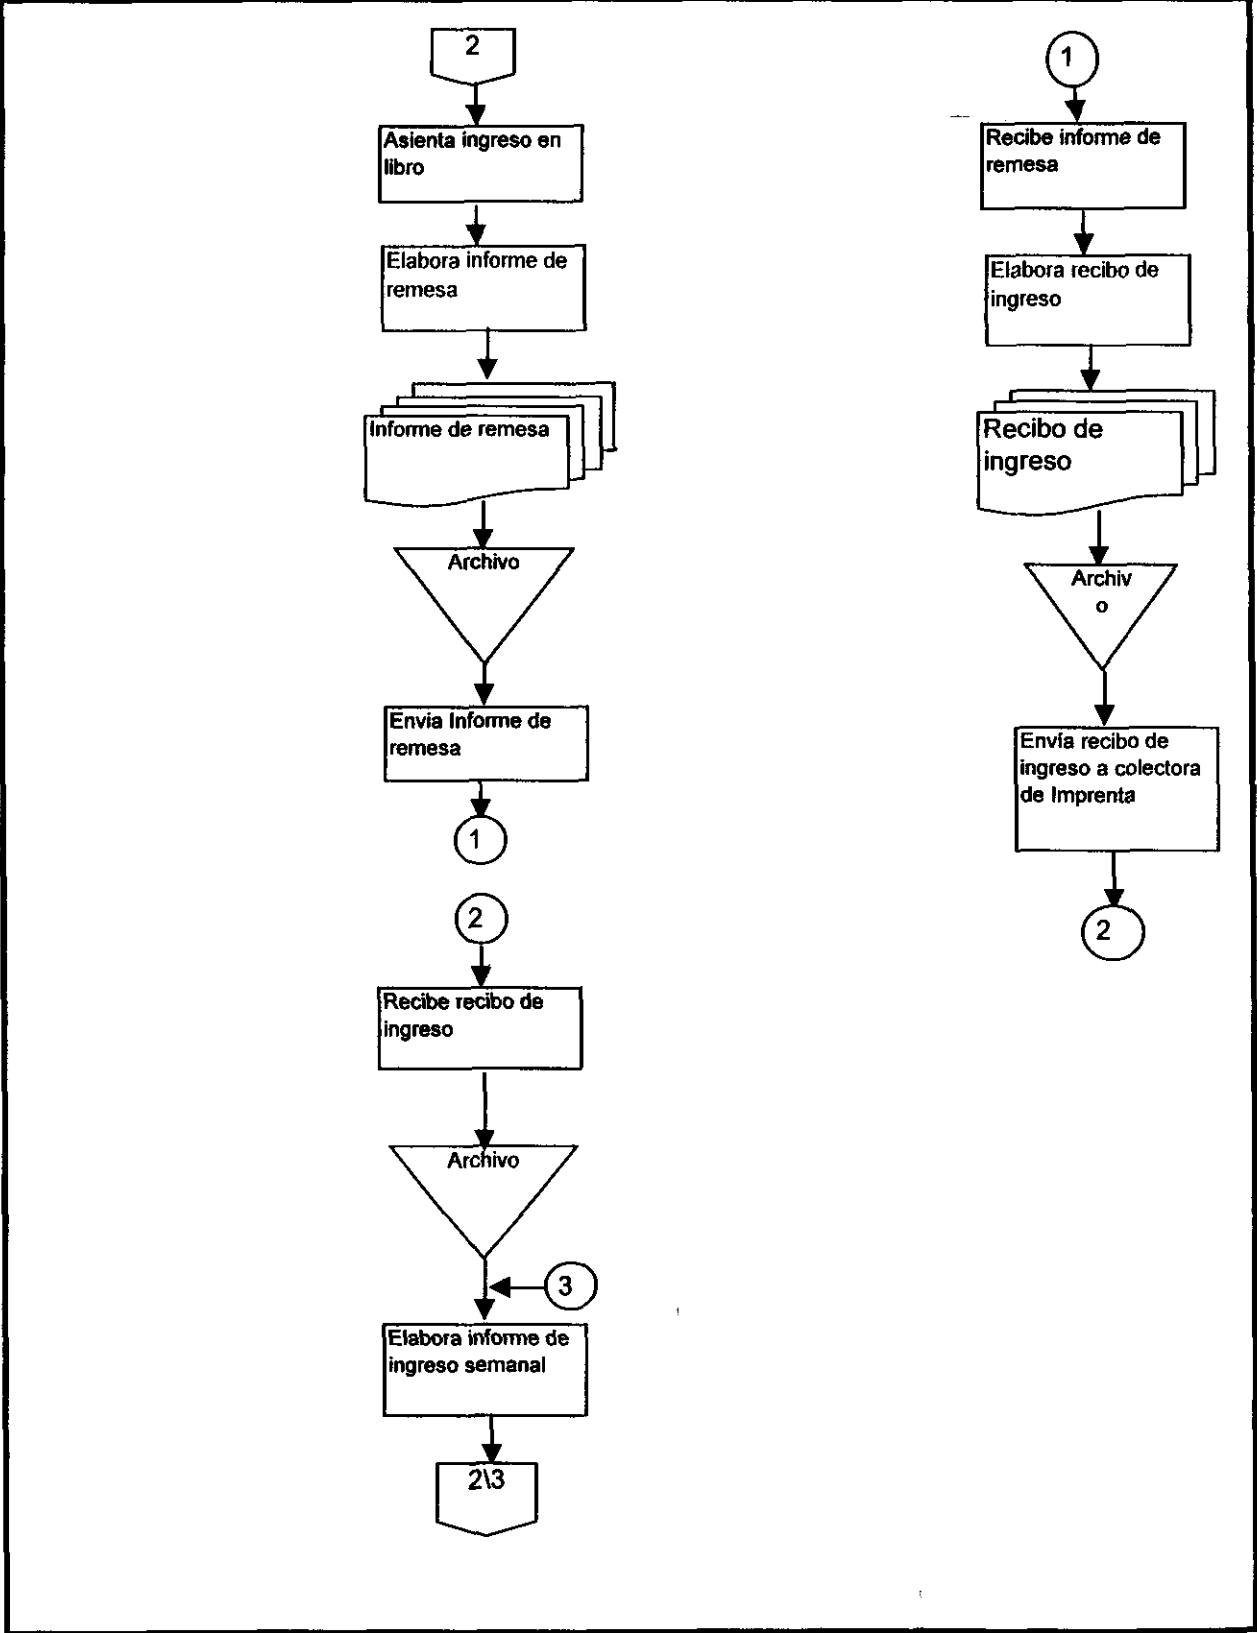 2
Asienta ingreso en
libro
Elabora informe de
remesa
Informe de remesa
Archivo
Envia Informe de
remesa
1
2
Recibe recibo de
ingreso
Archivo
3
Elabora informe de
ingreso semanal
2\3
1
Recibe informe de
remesa
Elabora recibo de
ingreso
Recibo de
ingreso
Archiv
o
Envía recibo de
ingreso a colectora
de Imprenta
2